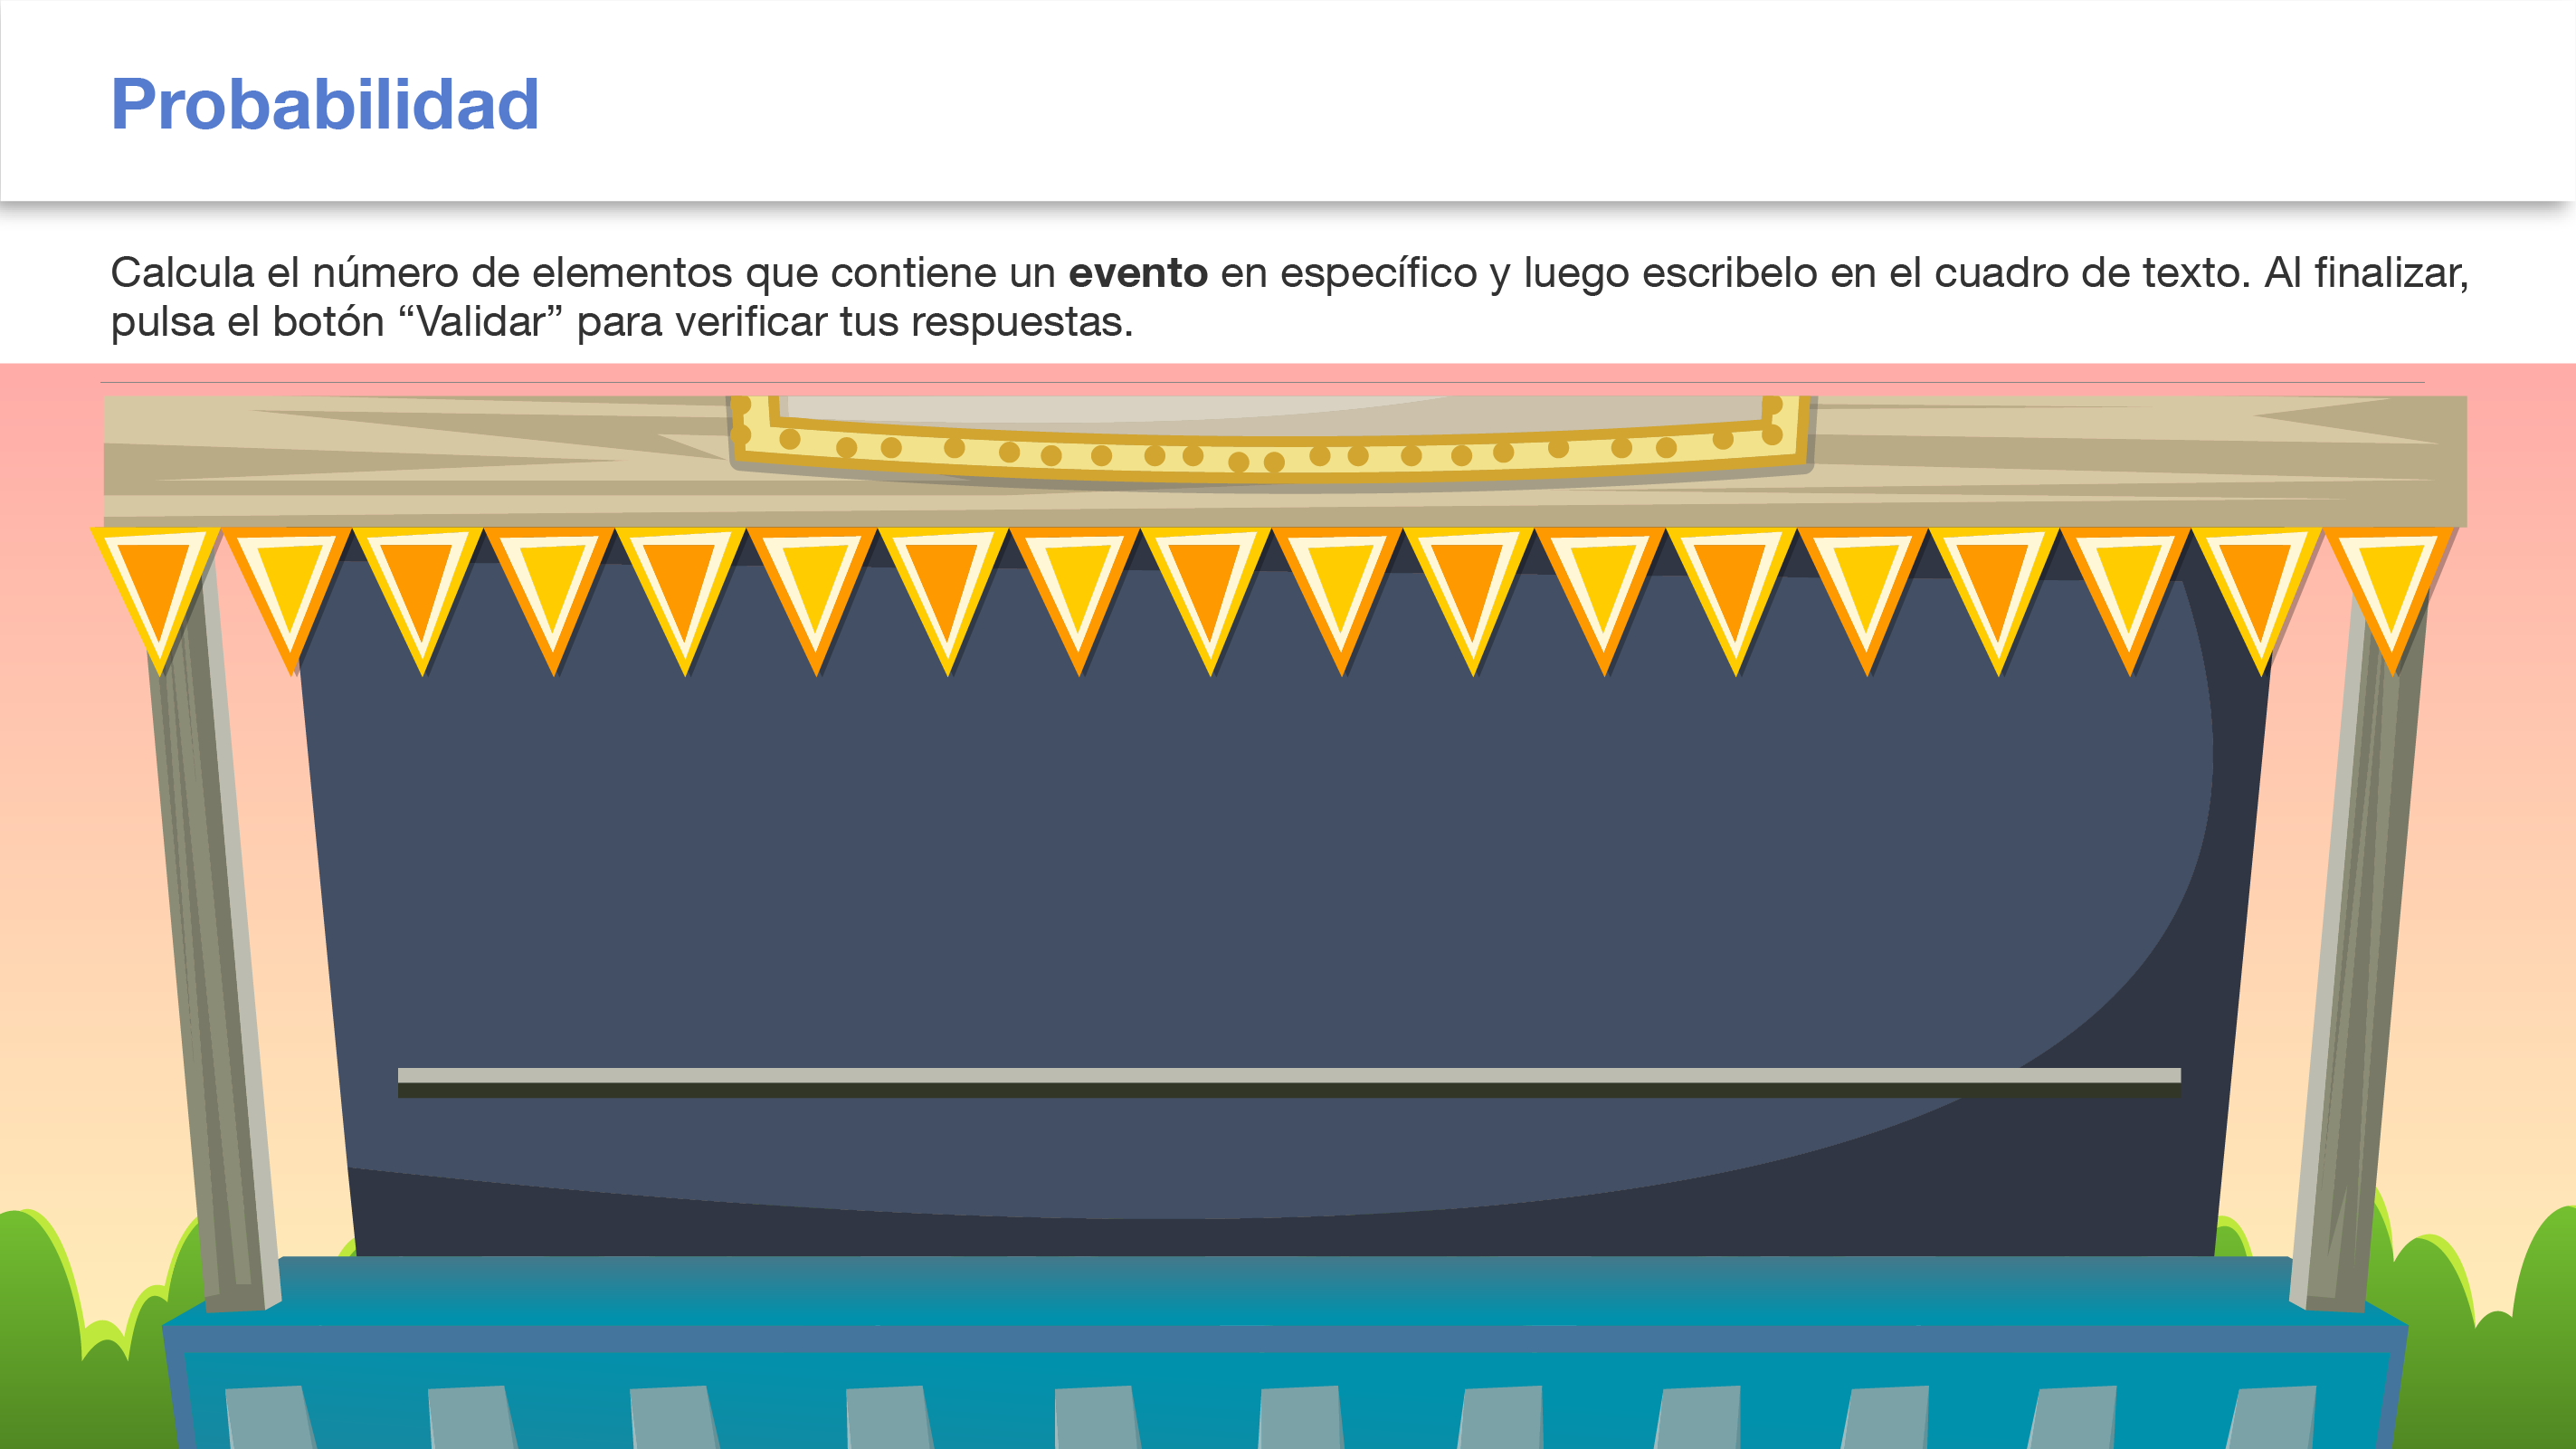 Probabilidad
Calcula el número de elementos que contiene un evento en específico y luego escribelo en el cuadro de texto. Al finalizar,
pulsa el botón “Validar” para verificar tus respuestas.